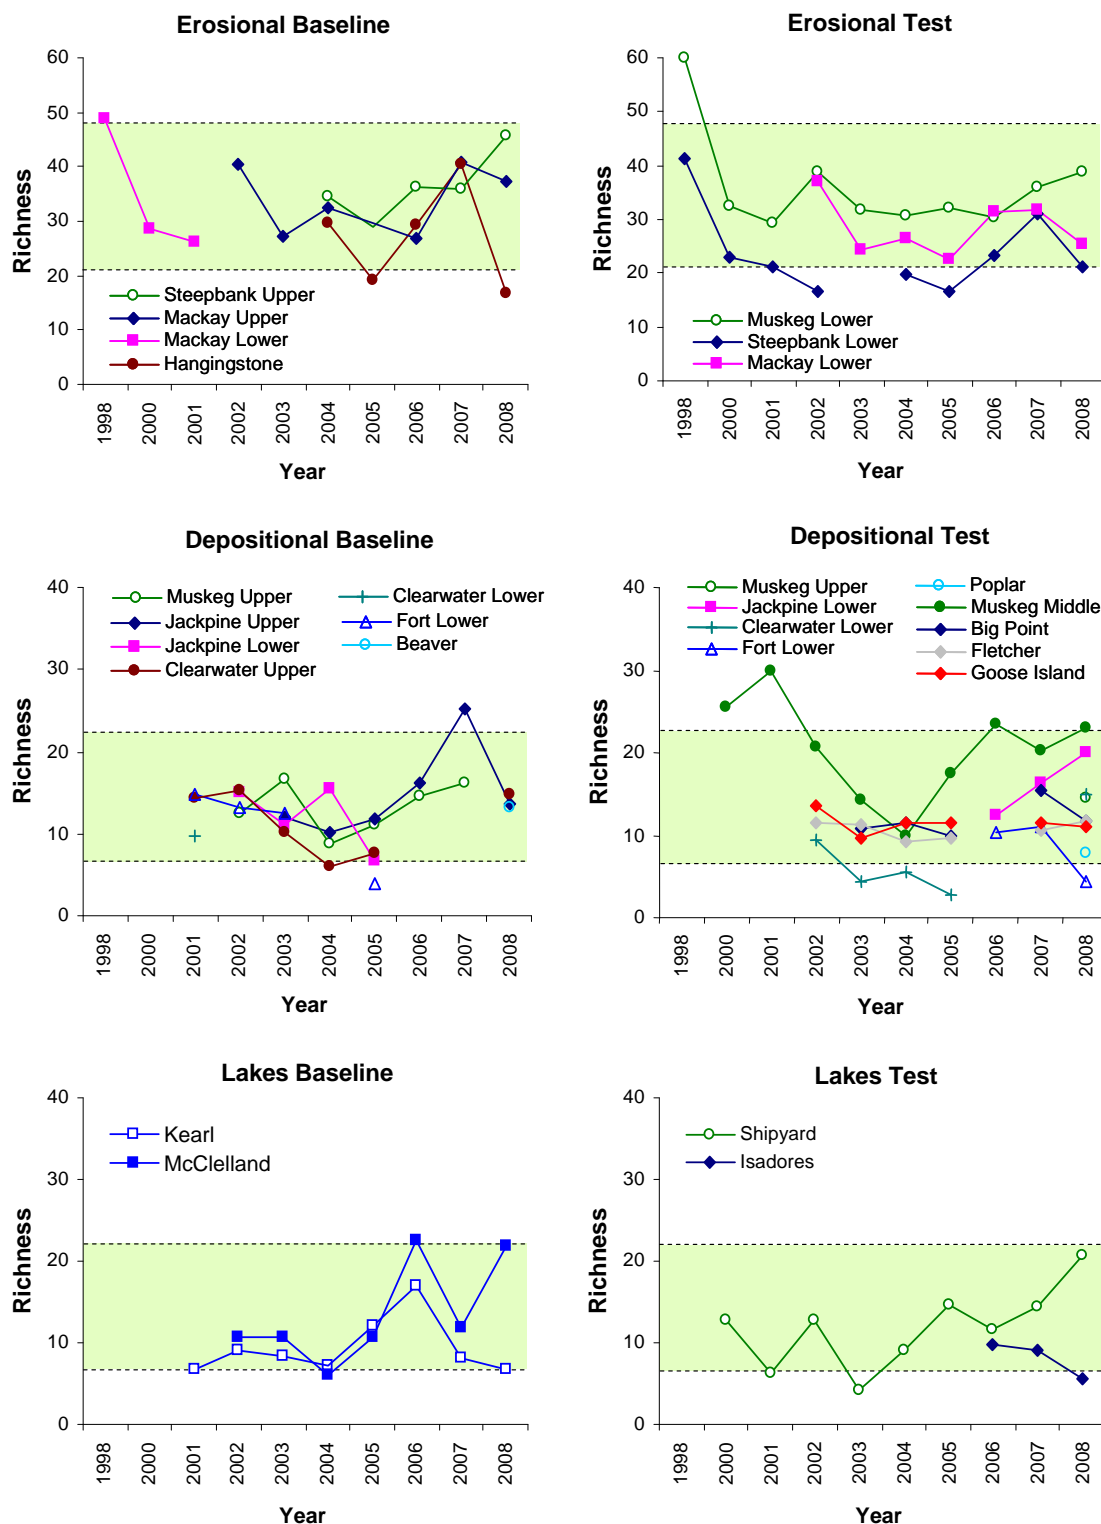 Erosional Baseline
60
50
40
30
20
10
0
Richness
Steepbank Upper
Mackay Upper
Mackay Lower
Hangingstone
1998
2000
2001
2002
2003
2004
2005
2006
2007
2008
Year
Erosional Test
60
50
40
30
20
10
0
Richness
Muskeg Lower
Steepbank Lower
Mackay Lower
1998
2000
2001
2002
2003
2004
2005
2006
2007
2008
Year
Depositional Baseline
40
30
20
10
0
Richness
Muskeg Upper
Jackpine Upper
Jackpine Lower
Clearwater Upper
Clearwater Lower
Fort Lower
Beaver
1998
2000
2001
2002
2003
2004
2005
2006
2007
2008
Year
Depositional Test
40
30
20
10
0
Richness
Muskeg Upper
Jackpine Lower
Clearwater Lower
Fort Lower
Poplar
Muskeg Middle
Big Point
Fletcher
Goose Island
1998
2000
2001
2002
2003
2004
2005
2006
2007
2008
Year
Lakes Baseline
40
30
20
10
0
Richness
Kearl
McClelland
1998
2000
2001
2002
2003
2004
2005
2006
2007
2008
Year
Lakes Test
40
30
20
10
0
Richness
Shipyard
Isadores
1998
2000
2001
2002
2003
2004
2005
2006
2007
2008
Year